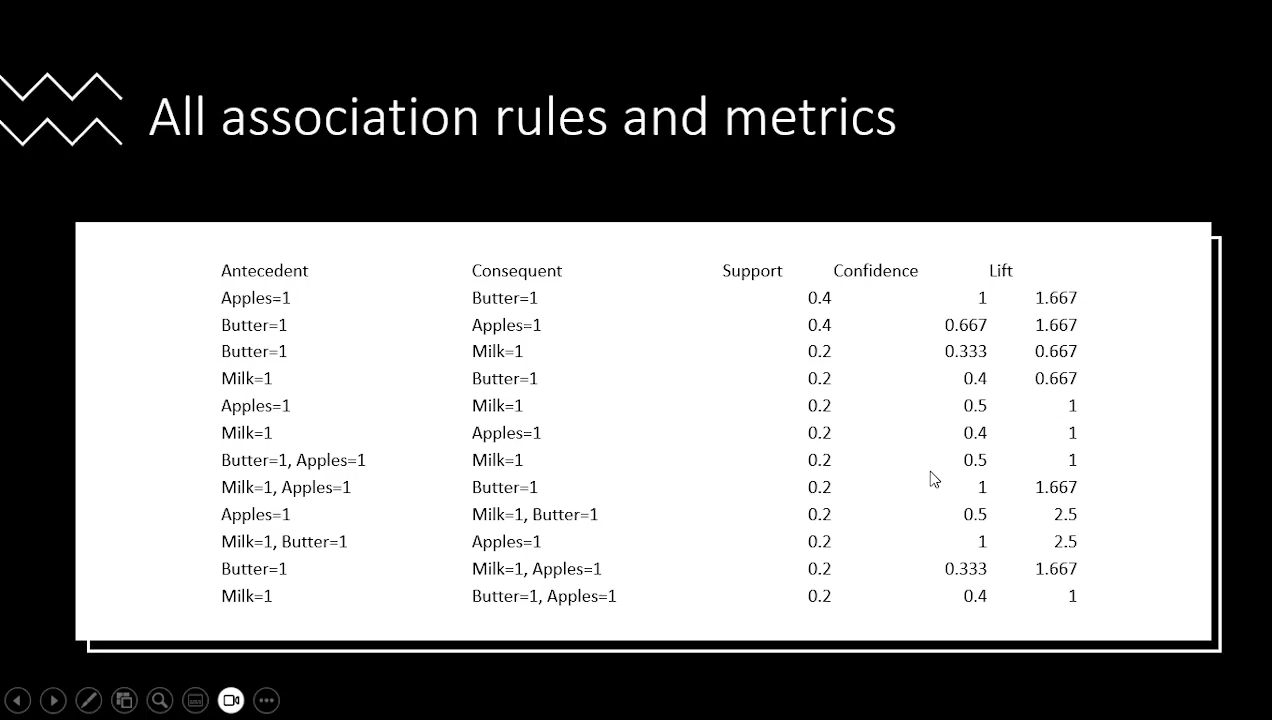 All association rules and metrics
Antecedent Consequent Support Confidence Lift
Apples=1 Butter=1 0.4 1 1.667
Butter=1 Apples=1 0.4 0.667 1.667
Butter=1 Milk=1 0.2 0.333 0.667
Milk=1 Butter=1 0.2 0.4 0.667
Apples=1 Milk=1 0.2 0.5 1
Milk=1 Apples=1 0.2 0.4 1
Butter=1, Apples=1 Milk=1 0.2 0.5 1
Milk=1, Apples=1 Butter=1 0.2 1 1.667
Apples=1 Milk=1, Butter=1 0.2 0.5 2.5
Milk=1, Butter=1 Apples=1 0.2 1 2.5
Butter=1 Milk=1, Apples=1 0.2 0.333 1.667
Milk=1 Butter=1, Apples=1 0.2 0.4 1